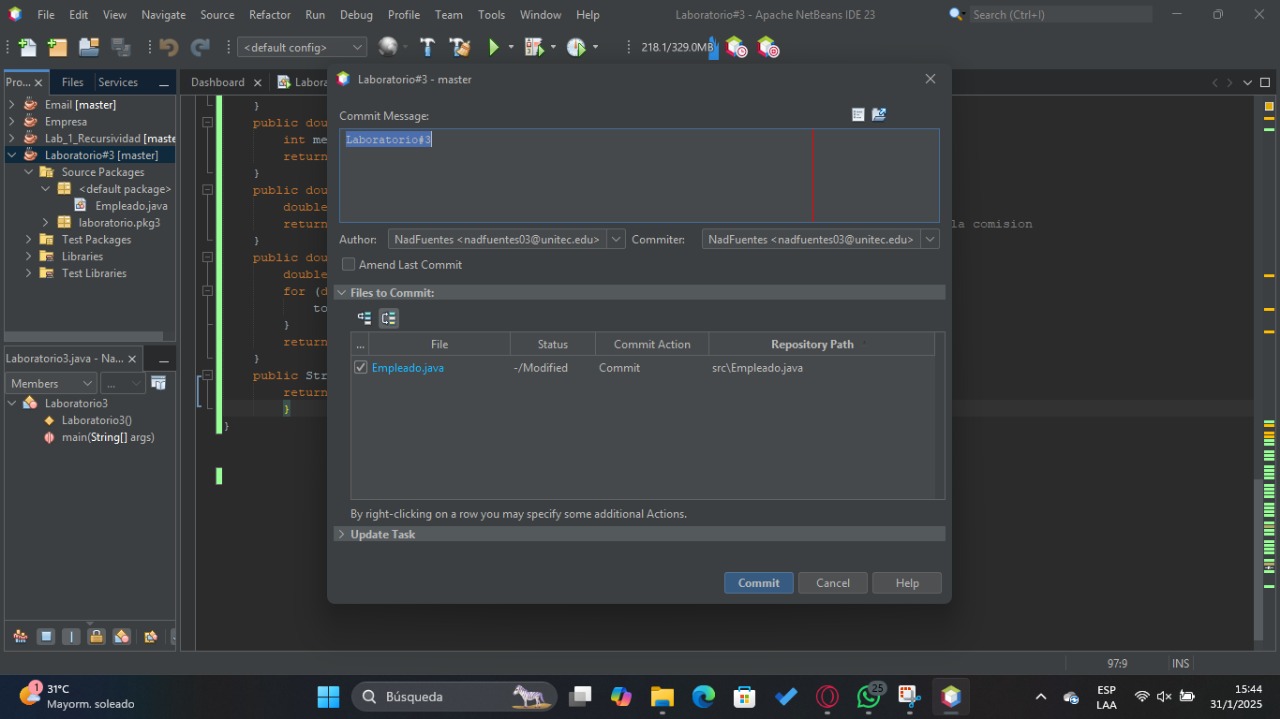 File Edit View Navigate Source Refactor Run Debug Profile Team Tools Window Help Laboratorio#3 - Apache NetBeans IDE 23 Search (Ctrl+I)
<default config> 218.1/329.0MB
Pro... Files Services Dashboard Labora
Laboratorio#3 - master
Email [master]
Empresa
Lab_1_Recursividad [maste
Laboratorio#3 [master]
Source Packages
<default package>
Empleado.java
laboratorio.pkg3
Test Packages
Libraries
Test Libraries
}
public dou
int me
return
}
public dou
double
return la comision
}
public dou
double
for (d
to
}
return
}
public Str
return
}
}
Commit Message:
Laboratorio#3
Author: NadFuentes <nadfuentes03@unitec.edu> Commiter: NadFuentes <nadfuentes03@unitec.edu>
Amend Last Commit
Files to Commit:
... File Status Commit Action Repository Path
Empleado.java -/Modified Commit src\Empleado.java
By right-clicking on a row you may specify some additional Actions.
Update Task
Commit Cancel Help
Laboratorio3.java - Na...
Members ...
Laboratorio3
Laboratorio3()
main(String[] args)
97:9 INS
1 31°C
Mayorm. soleado
Búsqueda
25
ESP
LAA
15:44
31/1/2025